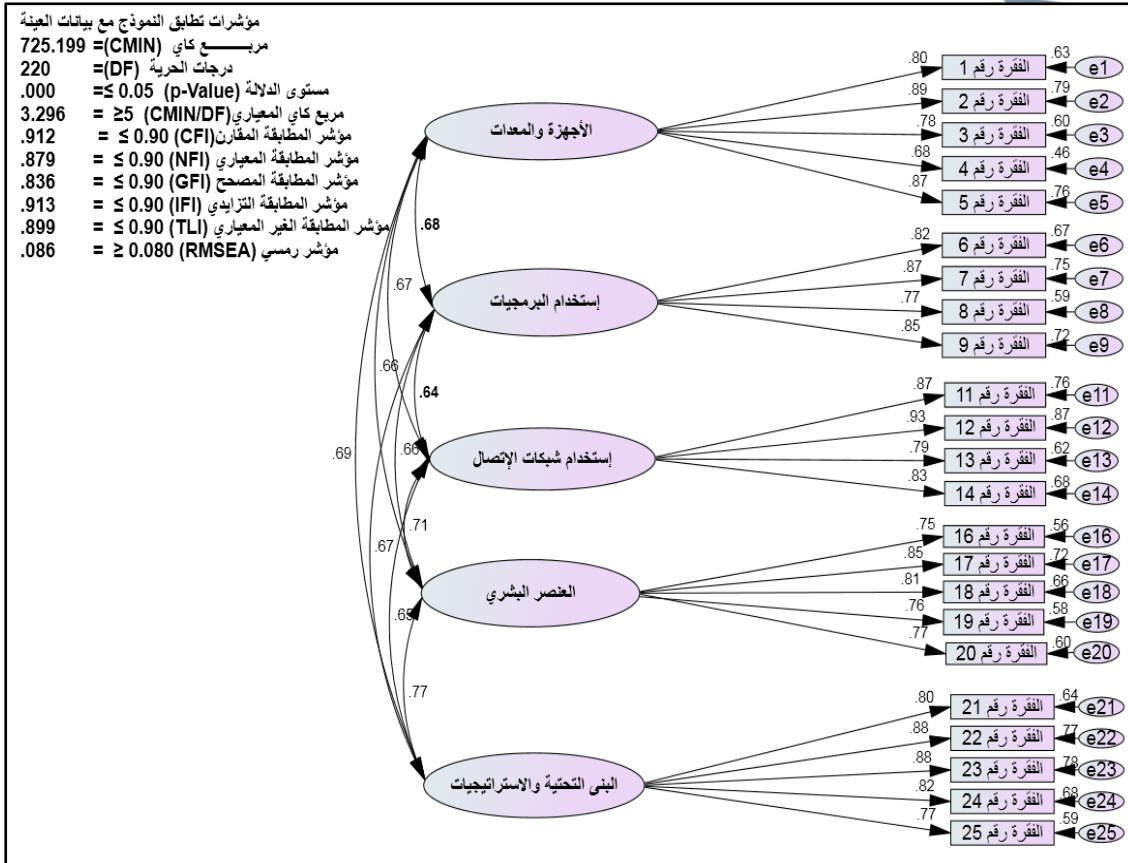 مؤشرات تطابق النموذج مع بيانات العينة
مربــــــع كاي (CMIN)= 725.199
درجات الحرية (DF)= 220
مستوى الدلالة (p-Value) 0.05 ≥= .000
مربع كاي المعياري(CMIN/DF) 5≤ = 3.296
مؤشر المطابقة المقارن(CFI) 0.90 ≥ = .912
مؤشر المطابقة المعياري (NFI) 0.90 ≥ = .879
مؤشر المطابقة المصحح (GFI) 0.90 ≥ = .836
مؤشر المطابقة التزايدي (IFI) 0.90 ≥ = .913
مؤشر المطابقة الغير المعياري (TLI) 0.90 ≥ = .899
مؤشر رمسي (RMSEA) 0.080 ≤ = .086
الأجهزة والمعدات
.80 الفقرة رقم 1 .63 e1
.89 الفقرة رقم 2 .79 e2
.78 الفقرة رقم 3 .60 e3
.68 الفقرة رقم 4 .46 e4
.87 الفقرة رقم 5 .76 e5
.68
إستخدام البرمجيات
.82 الفقرة رقم 6 .67 e6
.87 الفقرة رقم 7 .75 e7
.77 الفقرة رقم 8 .59 e8
.85 الفقرة رقم 9 .72 e9
.67
.66
.64
إستخدام شبكات الإتصال
.87 الفقرة رقم 11 .76 e11
.93 الفقرة رقم 12 .87 e12
.79 الفقرة رقم 13 .62 e13
.83 الفقرة رقم 14 .68 e14
.69
.66
.71
.67
العنصر البشري
.75 الفقرة رقم 16 .56 e16
.85 الفقرة رقم 17 .72 e17
.81 الفقرة رقم 18 .66 e18
.76 الفقرة رقم 19 .58 e19
.77 الفقرة رقم 20 .60 e20
.65
.77
البنى التحتية والاستراتيجيات
.80 الفقرة رقم 21 .64 e21
.88 الفقرة رقم 22 .77 e22
.88 الفقرة رقم 23 .78 e23
.82 الفقرة رقم 24 .68 e24
.77 الفقرة رقم 25 .59 e25